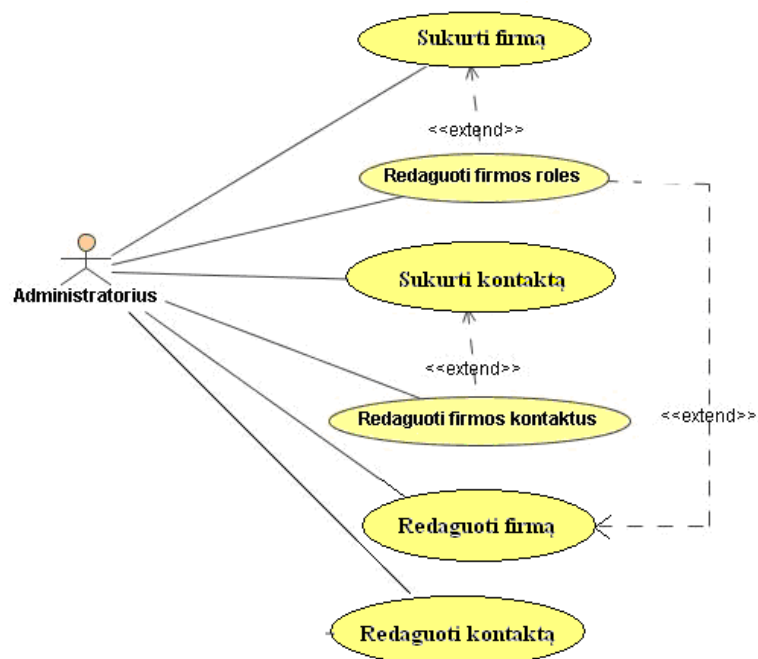 Sukurti firmą
<<extend>>
Redaguoti firmos roles
Sukurti kontaktą
Administratorius
<<extend>>
Redaguoti firmos kontaktus
<<extend>>
Redaguoti firmą
Redaguoti kontaktą